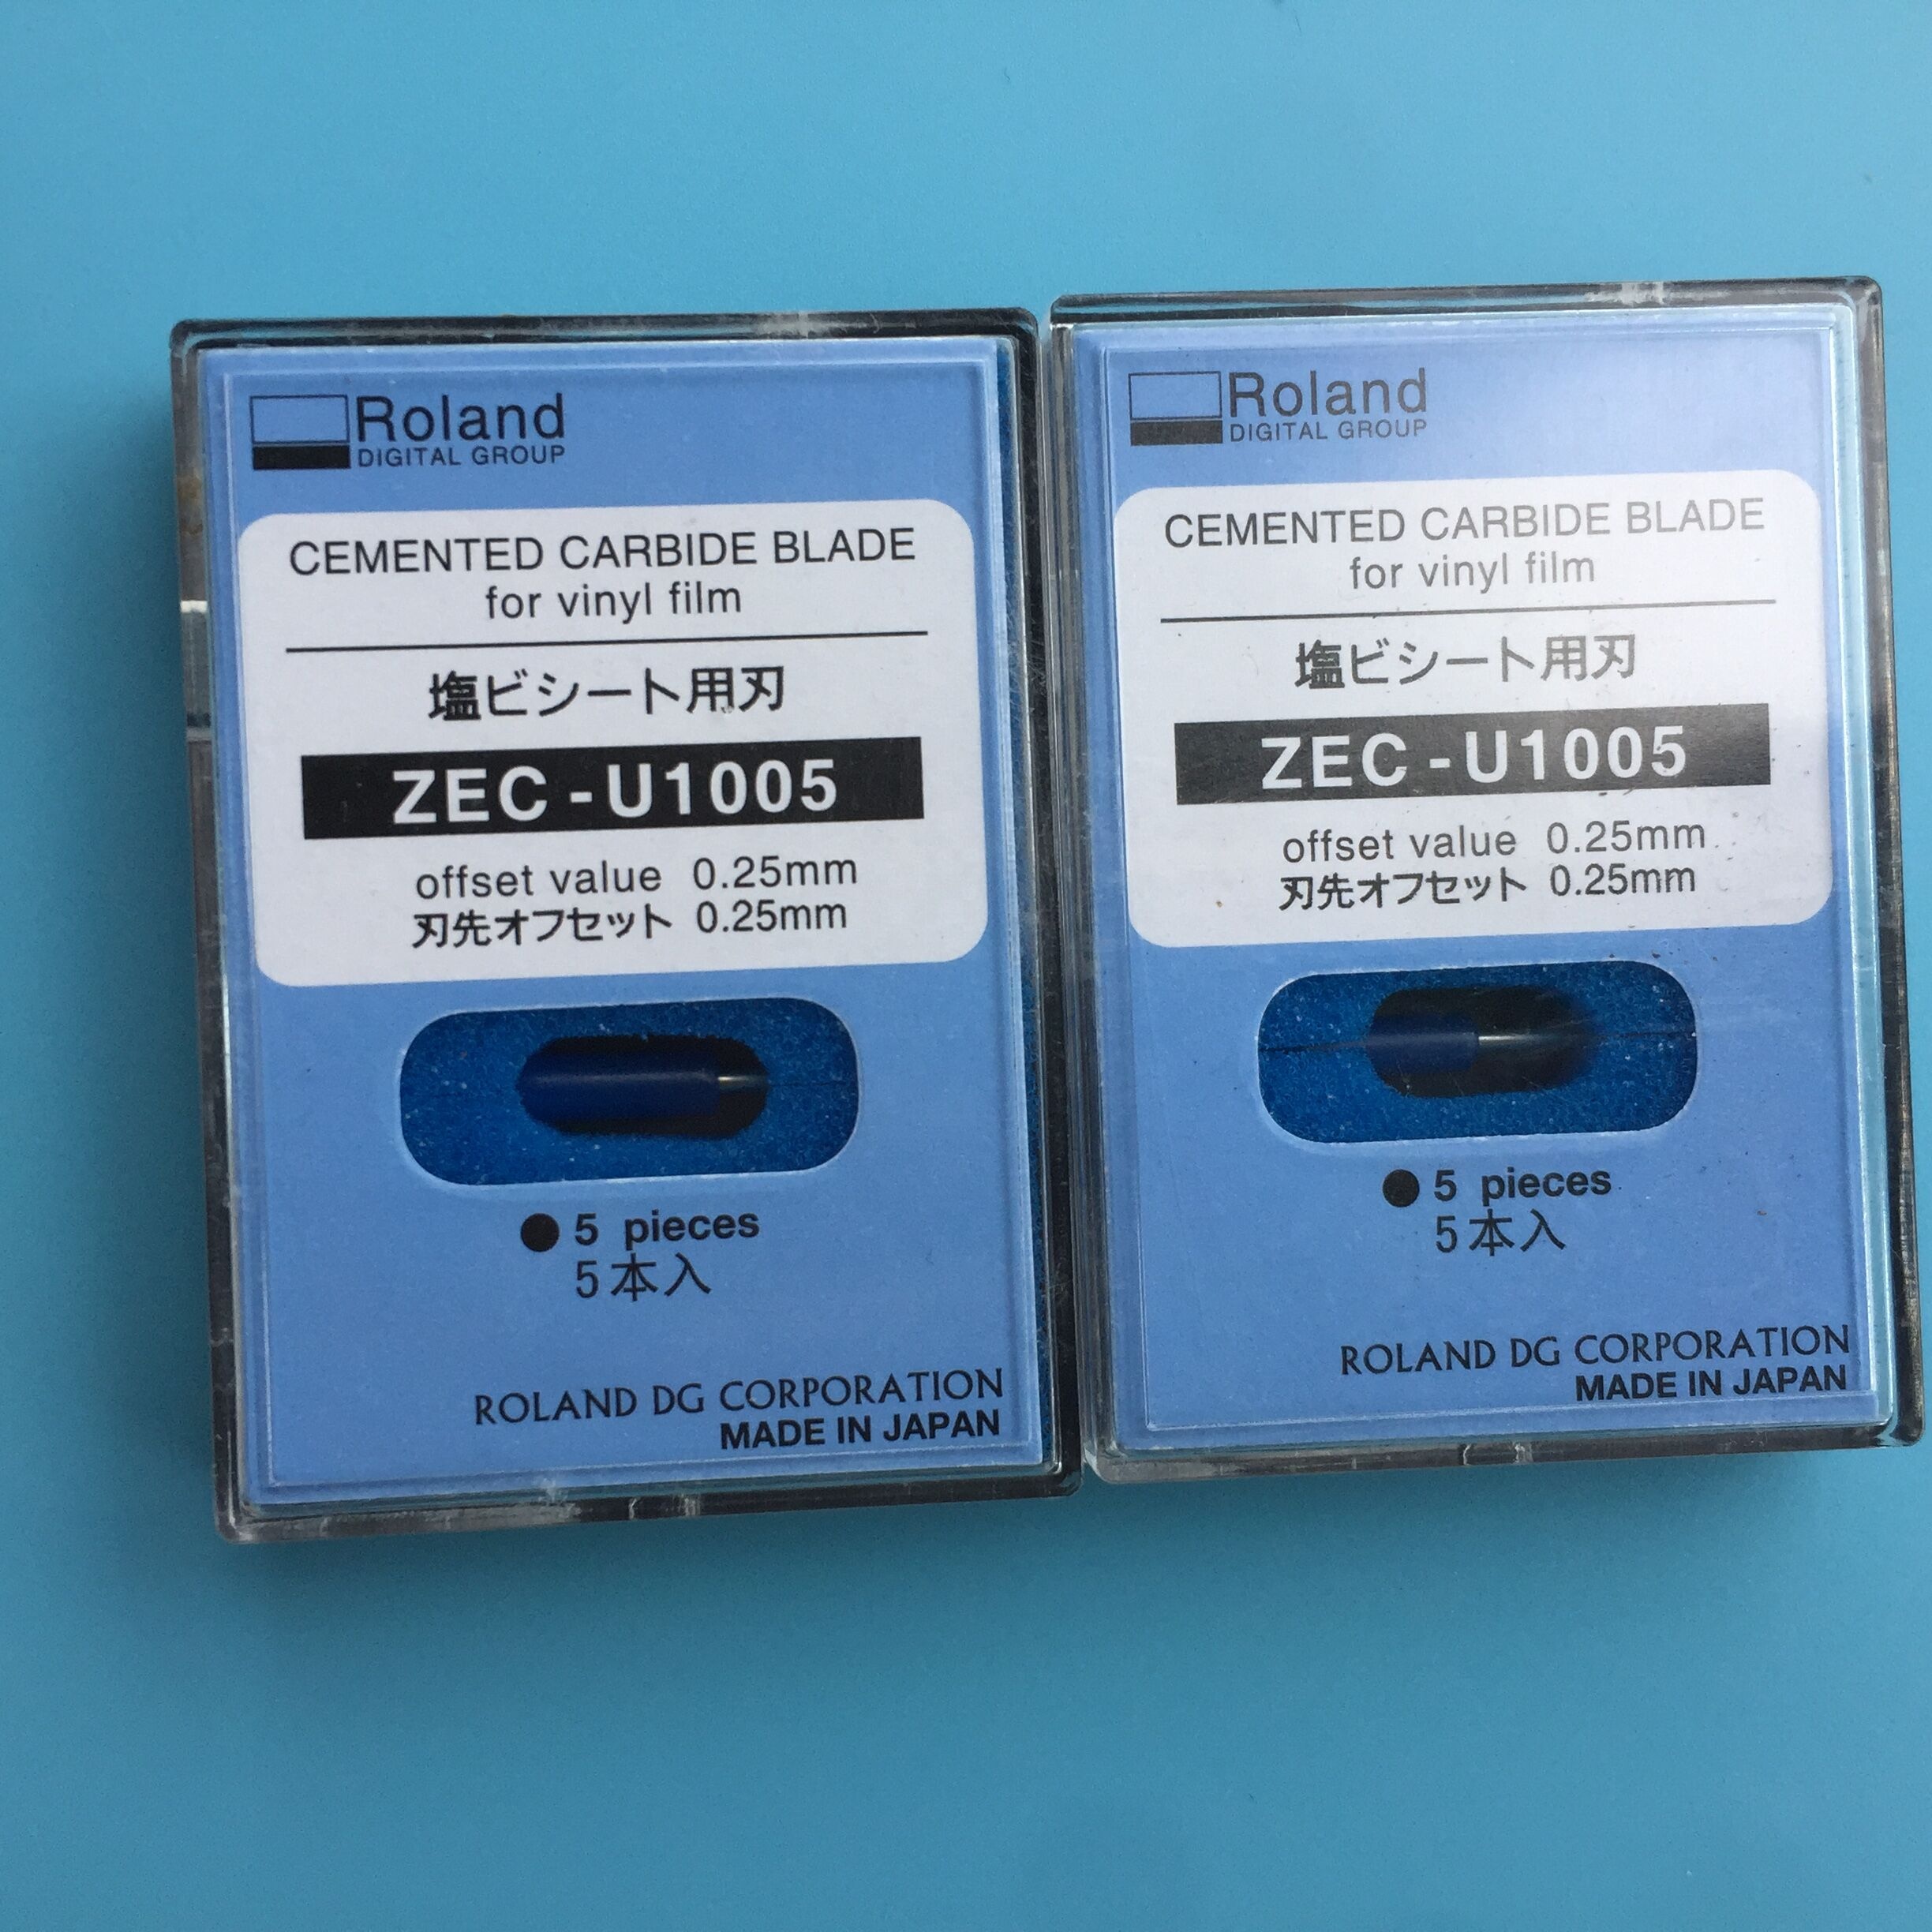 Roland
DIGITAL GROUP
CEMENTED CARBIDE BLADE
for vinyl film
塩ビシート用刃
ZEC-U1005
offset value 0.25mm
刃先オフセット 0.25mm
● 5 pieces
5本入
ROLAND DG CORPORATION
MADE IN JAPAN
Roland
DIGITAL GROUP
CEMENTED CARBIDE BLADE
for vinyl film
塩ビシート用刃
ZEC-U1005
offset value 0.25mm
刃先オフセット 0.25mm
● 5 pieces
5本入
ROLAND DG CORPORATION
MADE IN JAPAN